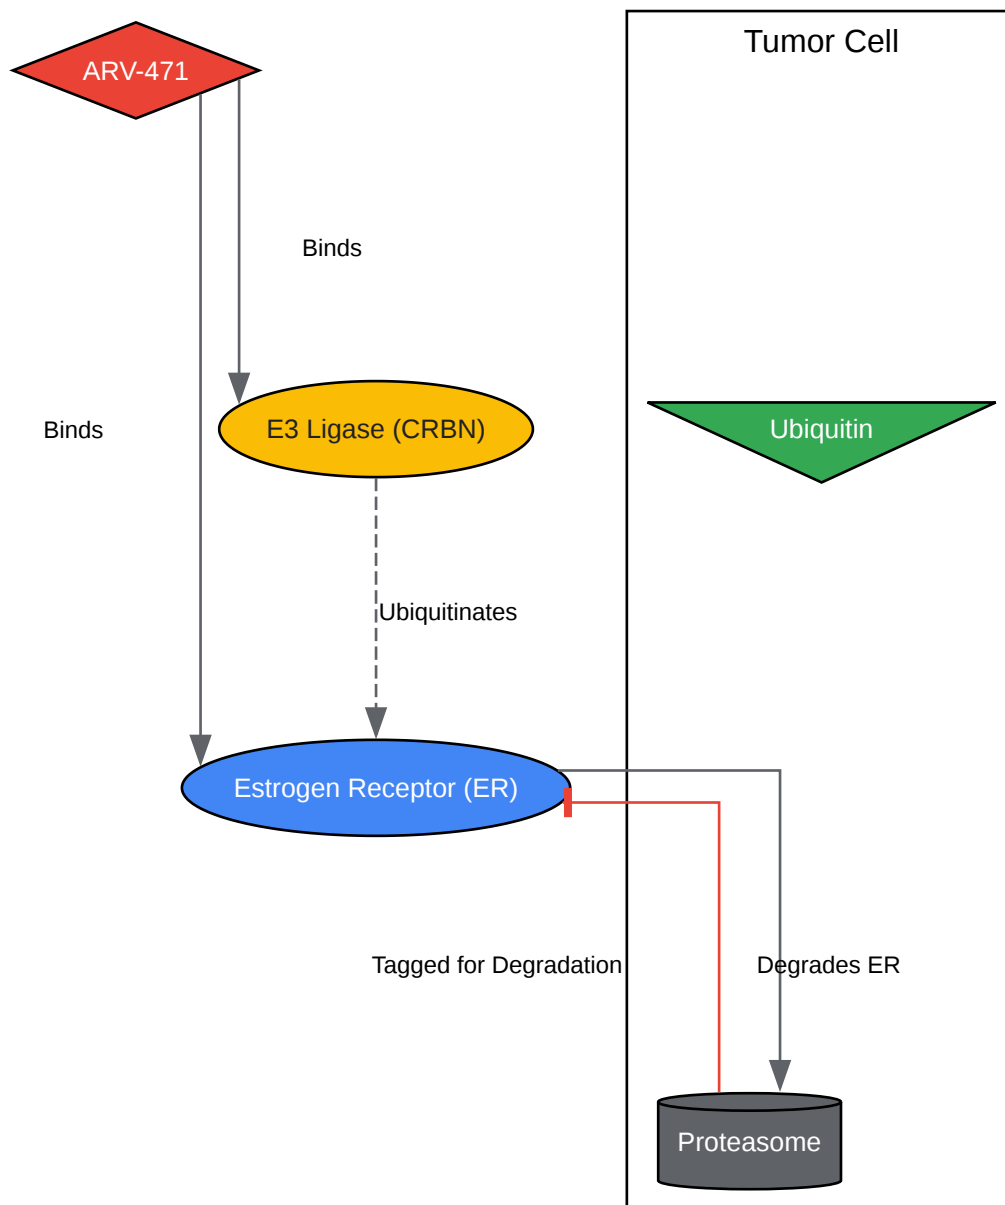 Tumor Cell
ARV-471
Binds
Binds
E3 Ligase (CRBN)
Ubiquitin
Ubiquitinates
Estrogen Receptor (ER)
Tagged for Degradation
Degrades ER
Proteasome